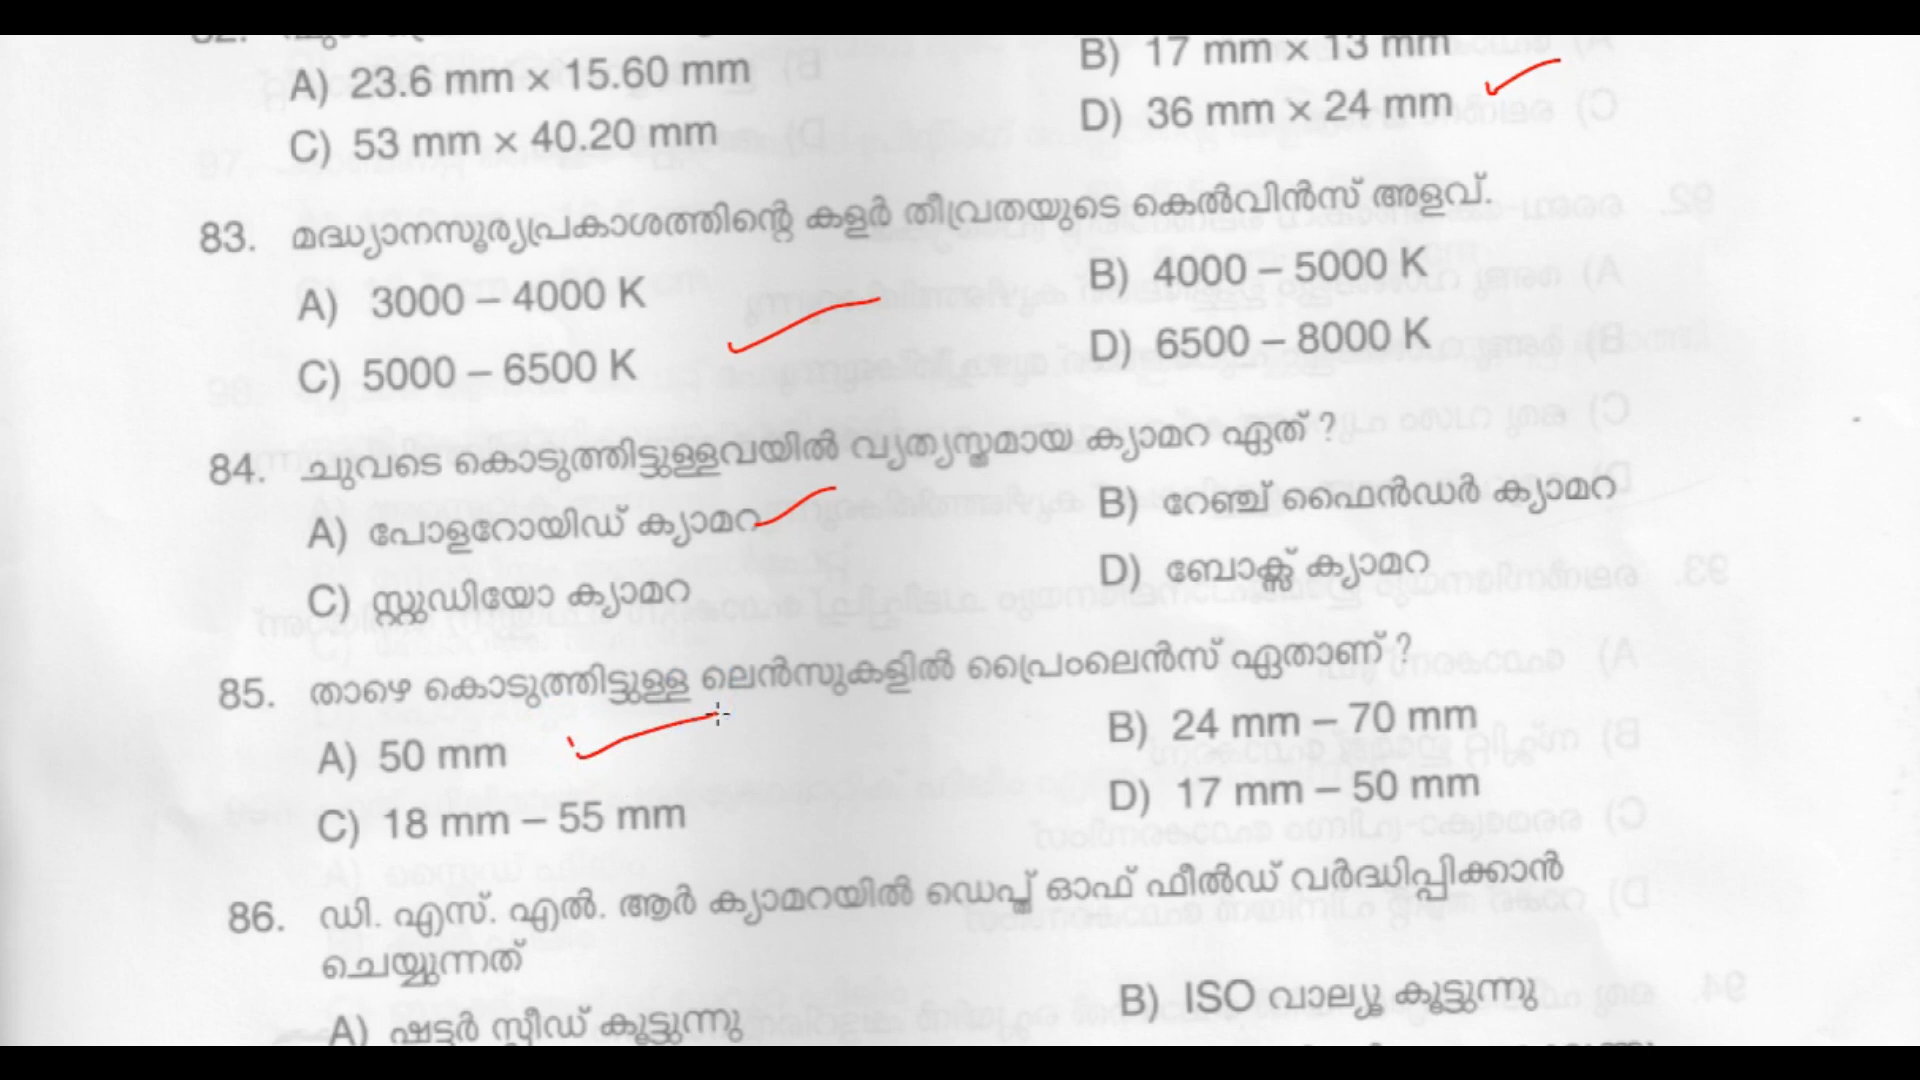 82.
A) 23.6 mm × 15.60 mm
B) 17 mm × 13 mm
C) 53 mm × 40.20 mm
D) 36 mm × 24 mm
83. മദ്ധ്യാനസൂര്യപ്രകാശത്തിന്റെ കളർ തീവ്രതയുടെ കെൽവിൻസ് അളവ്.
A) 3000 – 4000 K
B) 4000 – 5000 K
C) 5000 – 6500 K
D) 6500 – 8000 K
84. ചുവടെ കൊടുത്തിട്ടുള്ളവയിൽ വ്യത്യസ്തമായ ക്യാമറ ഏത് ?
A) പോളറോയിഡ് ക്യാമറ
B) റേഞ്ച് ഫൈൻഡർ ക്യാമറ
C) സ്റ്റുഡിയോ ക്യാമറ
D) ബോക്സ് ക്യാമറ
85. താഴെ കൊടുത്തിട്ടുള്ള ലെൻസുകളിൽ പ്രൈംലെൻസ് ഏതാണ് ?
A) 50 mm
B) 24 mm – 70 mm
C) 18 mm – 55 mm
D) 17 mm – 50 mm
86. ഡി. എസ്. എൽ. ആർ ക്യാമറയിൽ ഡെപ്ത് ഓഫ് ഫീൽഡ് വർദ്ധിപ്പിക്കാൻ
ചെയ്യുന്നത്
A) ഷട്ടർ സ്പീഡ് കൂട്ടുന്നു
B) ISO വാല്യൂ കൂട്ടുന്നു